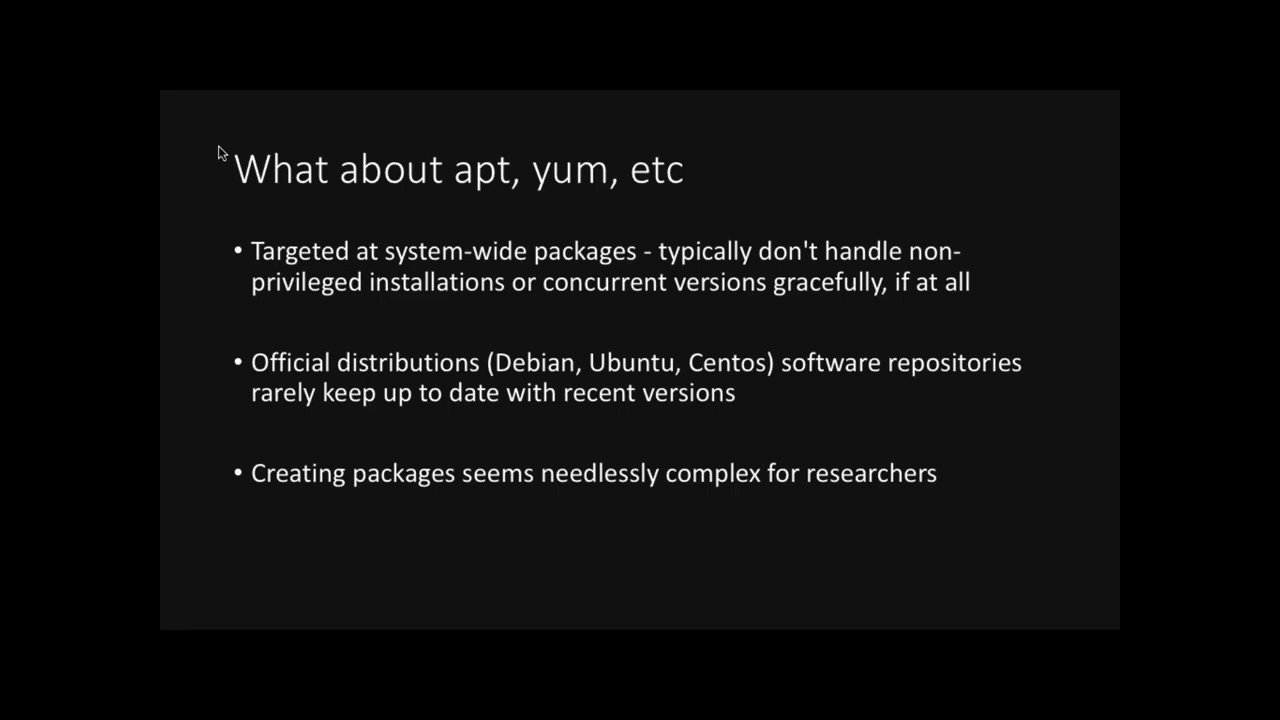 What about apt, yum, etc
• Targeted at system-wide packages - typically don't handle non-
privileged installations or concurrent versions gracefully, if at all
• Official distributions (Debian, Ubuntu, Centos) software repositories
rarely keep up to date with recent versions
• Creating packages seems needlessly complex for researchers